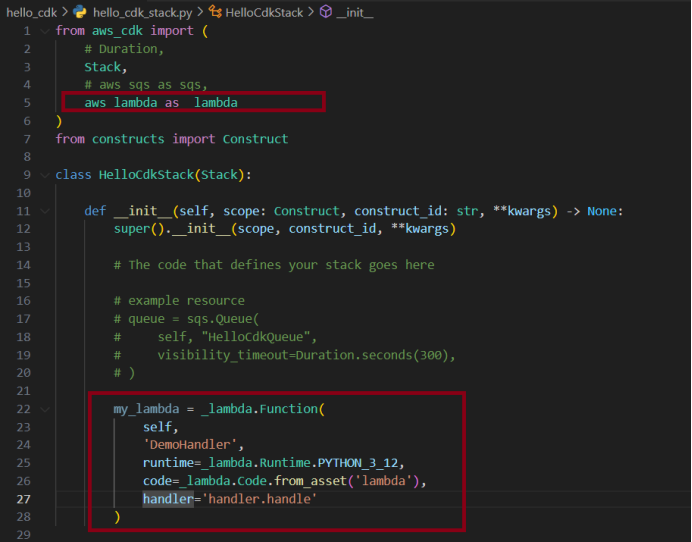 hello_cdk > hello_cdk_stack.py > HelloCdkStack > __init__
1 from aws_cdk import (
2 # Duration,
3 Stack,
4 # aws sqs as sqs,
5 aws lambda as  lambda
6 )
7 from constructs import Construct
8
9 class HelloCdkStack(Stack):
10
11 def __init__(self, scope: Construct, construct_id: str, **kwargs) -> None:
12 super().__init__(scope, construct_id, **kwargs)
13
14 # The code that defines your stack goes here
15
16 # example resource
17 # queue = sqs.Queue(
18 #     self, "HelloCdkQueue",
19 #     visibility_timeout=Duration.seconds(300),
20 # )
21
22 my_lambda = _lambda.Function(
23 self,
24 'DemoHandler',
25 runtime=_lambda.Runtime.PYTHON_3_12,
26 code=_lambda.Code.from_asset('lambda'),
27 handler='handler.handle'
28 )
29